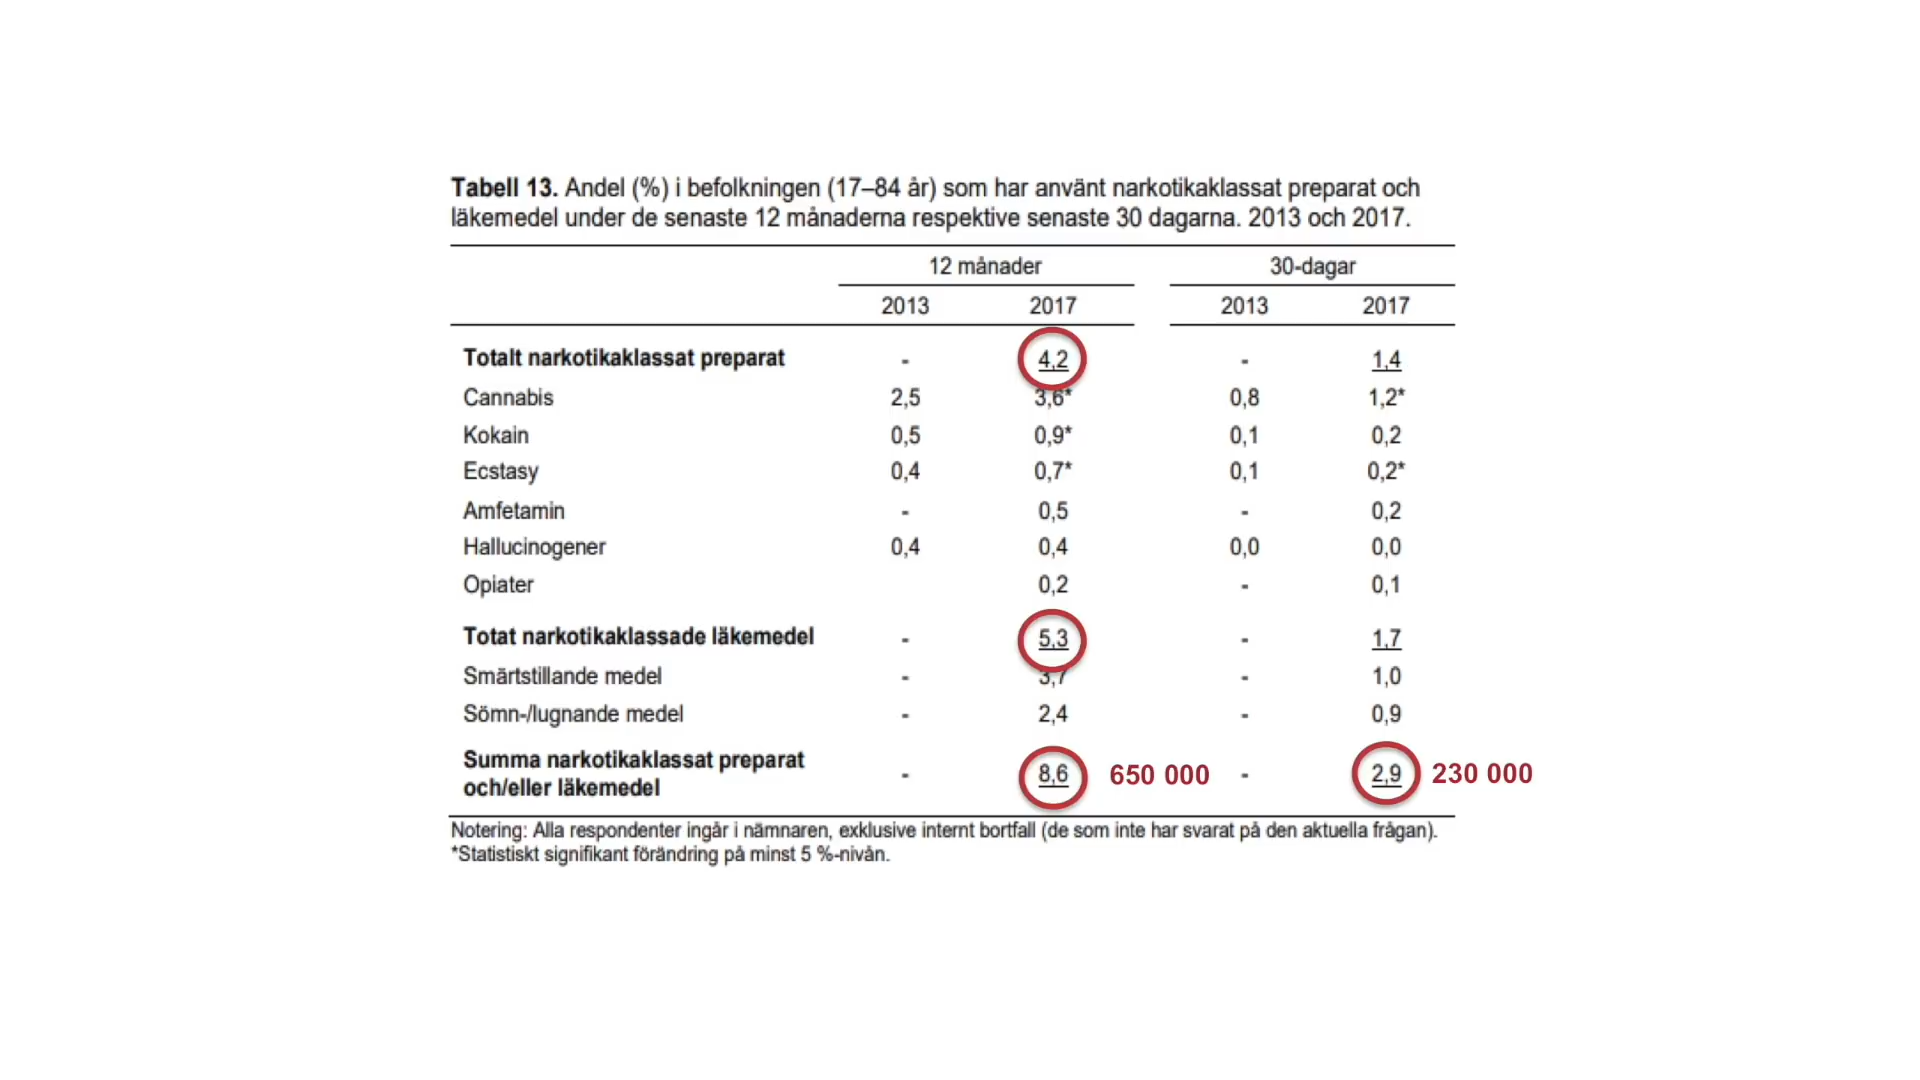 Tabell 13. Andel (%) i befolkningen (17–84 år) som har använt narkotikaklassat preparat och
läkemedel under de senaste 12 månaderna respektive senaste 30 dagarna. 2013 och 2017.
12 månader 30-dagar
2013 2017 2013 2017
Totalt narkotikaklassat preparat - 4,2 - 1,4
Cannabis 2,5 3,6* 0,8 1,2*
Kokain 0,5 0,9* 0,1 0,2
Ecstasy 0,4 0,7* 0,1 0,2*
Amfetamin - 0,5 - 0,2
Hallucinogener 0,4 0,4 0,0 0,0
Opiater 0,2 - 0,1
Totat narkotikaklassade läkemedel - 5,3 - 1,7
Smärtstillande medel - 3,7 - 1,0
Sömn-/lugnande medel - 2,4 - 0,9
Summa narkotikaklassat preparat
och/eller läkemedel - 8,6 650 000 - 2,9 230 000
Notering: Alla respondenter ingår i nämnaren, exklusive internt bortfall (de som inte har svarat på den aktuella frågan).
*Statistiskt signifikant förändring på minst 5 %-nivån.